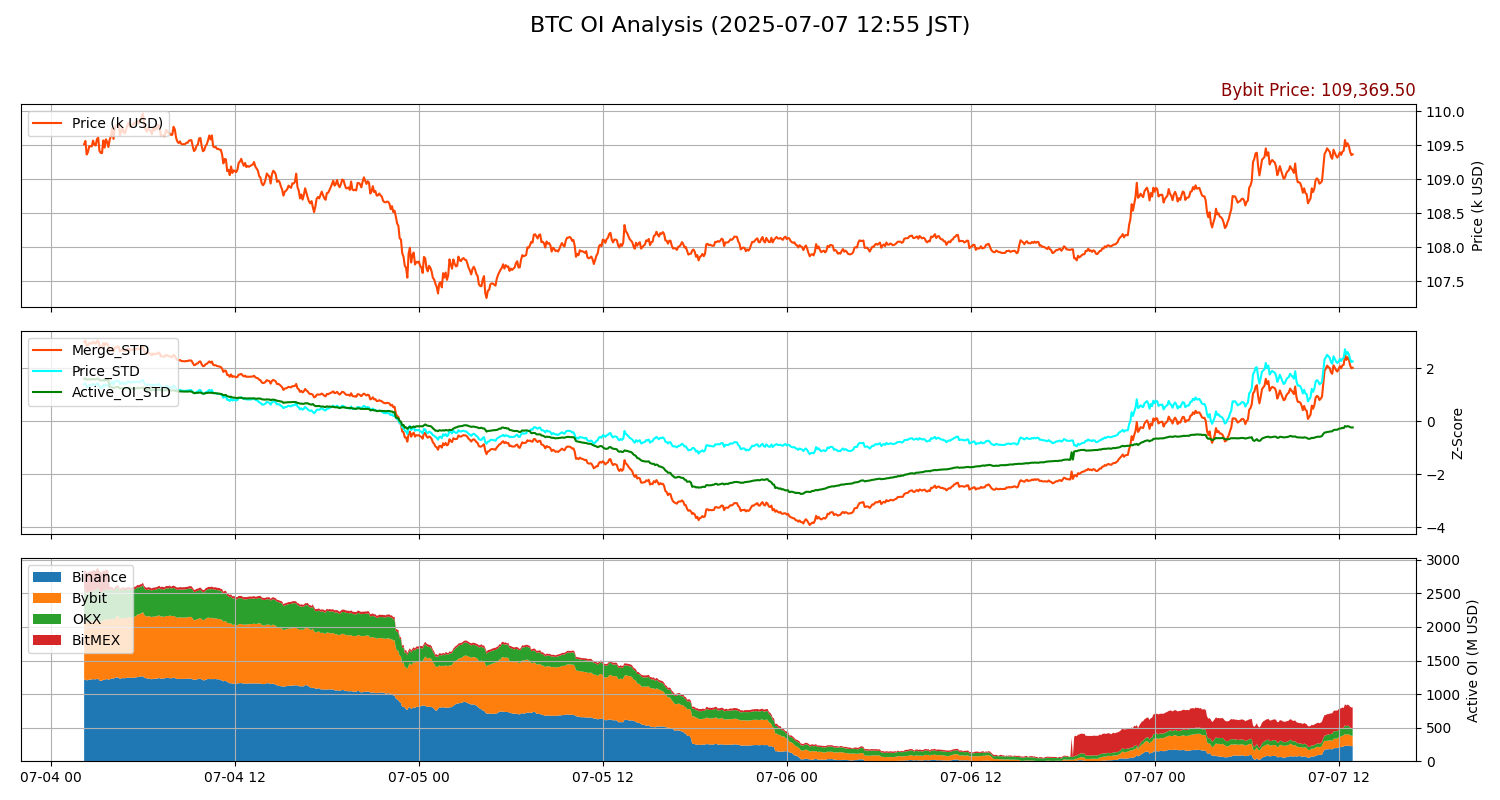 BTC OI Analysis (2025-07-07 12:55 JST)
Bybit Price: 109,369.50
Price (k USD)
110.0
109.5
109.0
108.5
108.0
107.5
Price (k USD)
Merge_STD
Price_STD
Active_OI_STD
2
0
−2
−4
Z-Score
Binance
Bybit
OKX
BitMEX
3000
2500
2000
1500
1000
500
0
Active OI (M USD)
07-04 00
07-04 12
07-05 00
07-05 12
07-06 00
07-06 12
07-07 00
07-07 12